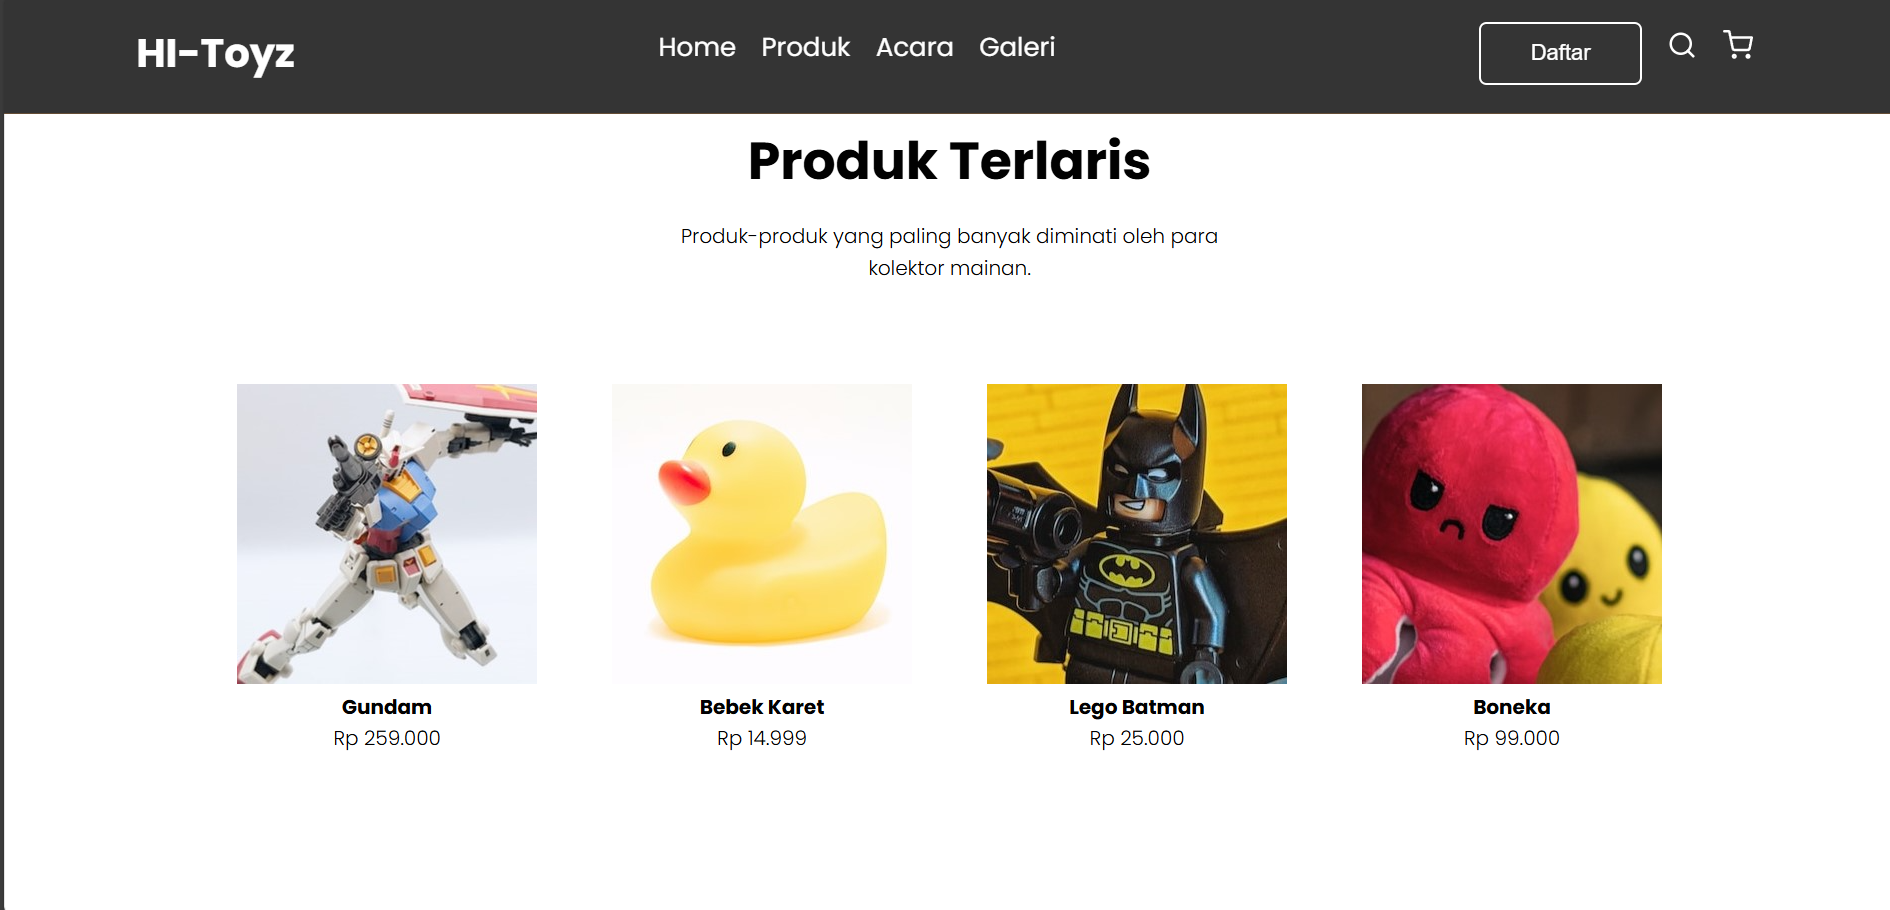 HI-Toyz
Home Produk Acara Galeri
Daftar
Produk Terlaris
Produk-produk yang paling banyak diminati oleh para
kolektor mainan.
Gundam
Rp 259.000
Bebek Karet
Rp 14.999
Lego Batman
Rp 25.000
Boneka
Rp 99.000